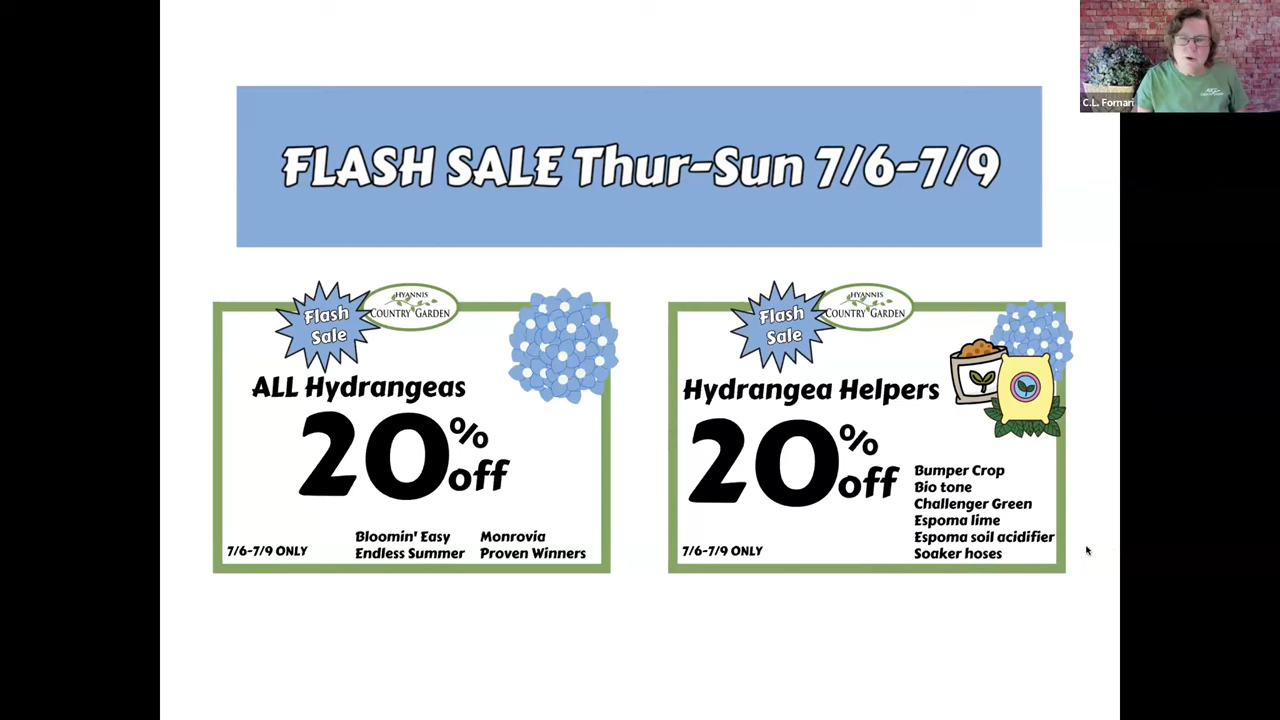 C.L. Fornari
FLASH SALE Thur-Sun 7/6-7/9
Flash
Sale
HYANNIS
COUNTRY GARDEN
ALL Hydrangeas
20%
off
7/6-7/9 ONLY
Bloomin' Easy
Endless Summer
Monrovia
Proven Winners
Flash
Sale
HYANNIS
COUNTRY GARDEN
Hydrangea Helpers
20%
off
Bumper Crop
Bio tone
Challenger Green
Espoma lime
Espoma soil acidifier
Soaker hoses
7/6-7/9 ONLY